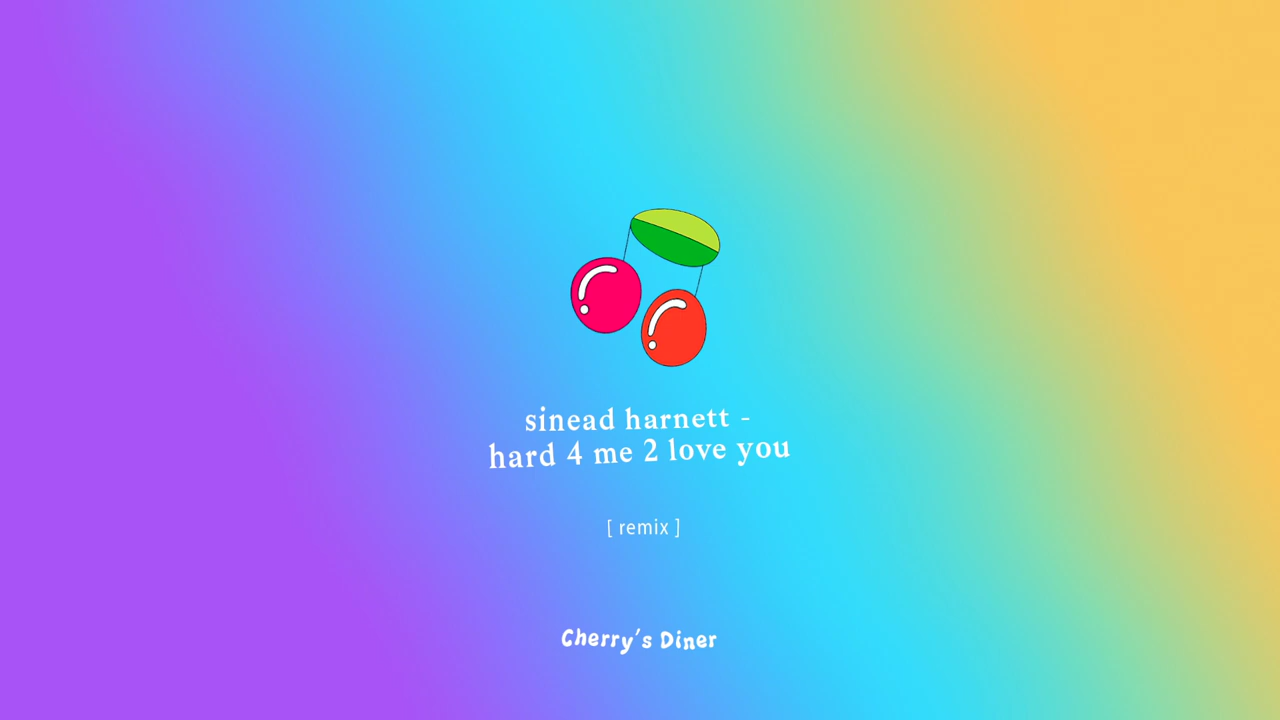 sinead harnett -
hard 4 me 2 love you
[ remix ]
Cherry's Diner